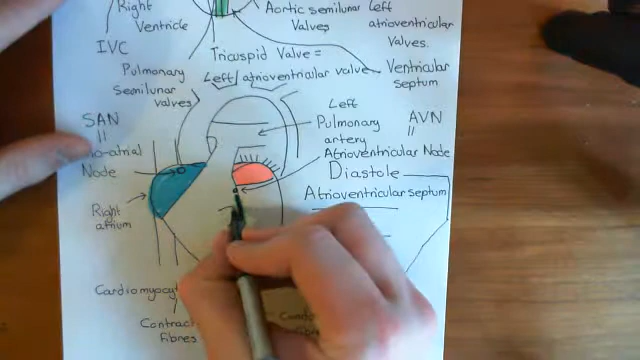 Right
Ventricle
Aortic semilunar
Valves
Left
atrioventricular
Valves.
IVC
Tricuspid Valve =
Left atrioventricular valve
Ventricular
septum
Pulmonary
Semilunar
valves
Left
Pulmonary
artery
SAN
=
Node
AVN
=
Atrioventricular Node
Diastole
Atrioventricular septum
Right
atrium
fibres